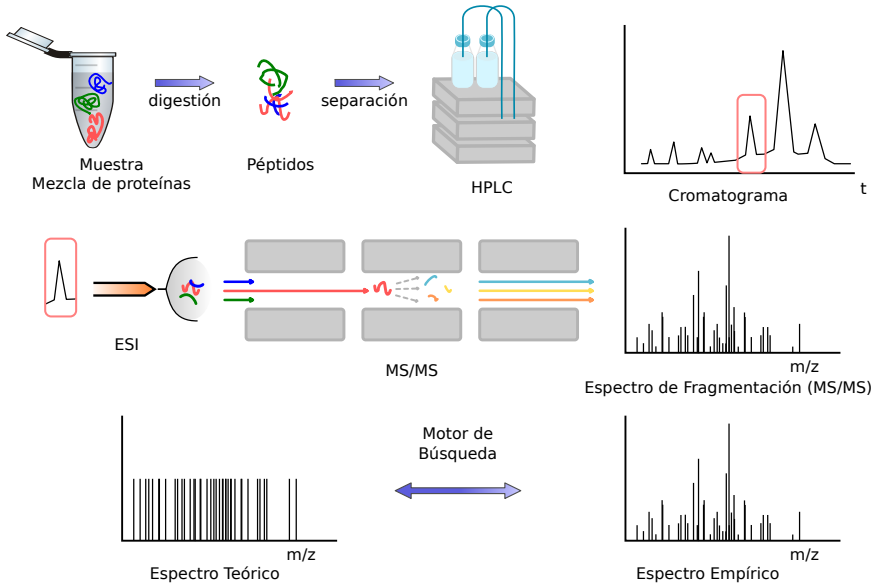 digestión
separación
Muestra
Mezcla de proteínas
Péptidos
HPLC
Cromatograma
t
ESI
MS/MS
m/z
Espectro de Fragmentación (MS/MS)
Motor de
Búsqueda
m/z
Espectro Teórico
m/z
Espectro Empírico